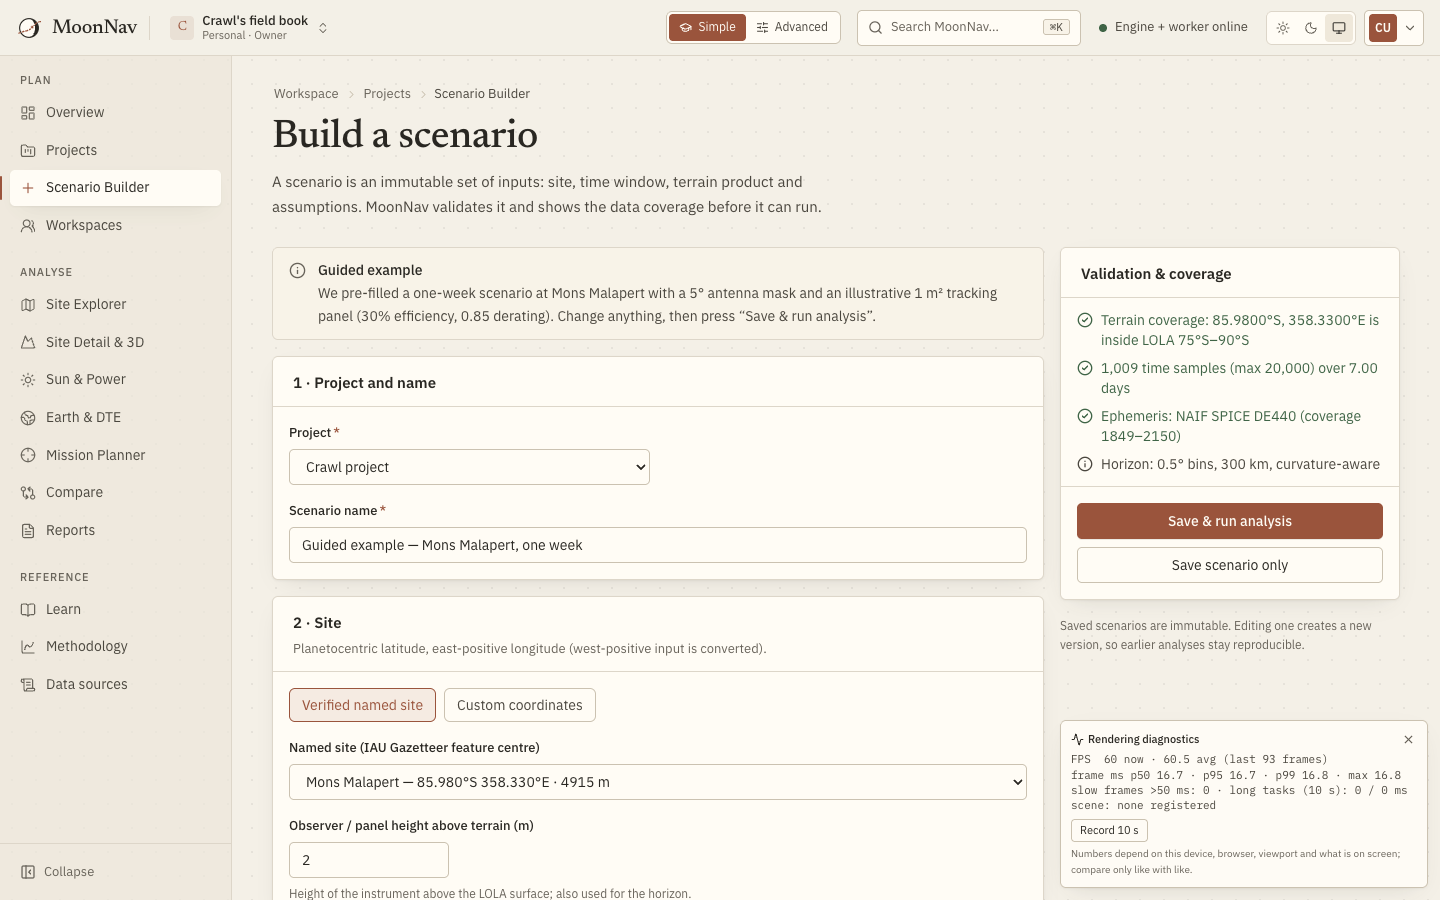 MoonNav
C
Crawl's field book
Personal · Owner
Simple
Advanced
Search MoonNav...
⌘K
Engine + worker online
CU
PLAN
Overview
Projects
Scenario Builder
Workspaces
ANALYSE
Site Explorer
Site Detail & 3D
Sun & Power
Earth & DTE
Mission Planner
Compare
Reports
REFERENCE
Learn
Methodology
Data sources
Collapse
Workspace > Projects > Scenario Builder
Build a scenario
A scenario is an immutable set of inputs: site, time window, terrain product and
assumptions. MoonNav validates it and shows the data coverage before it can run.
Guided example
We pre-filled a one-week scenario at Mons Malapert with a 5° antenna mask and an illustrative 1 m² tracking
panel (30% efficiency, 0.85 derating). Change anything, then press “Save & run analysis”.
1 · Project and name
Project *
Crawl project
Scenario name *
Guided example — Mons Malapert, one week
2 · Site
Planetocentric latitude, east-positive longitude (west-positive input is converted).
Verified named site
Custom coordinates
Named site (IAU Gazetteer feature centre)
Mons Malapert — 85.980°S 358.330°E · 4915 m
Observer / panel height above terrain (m)
2
Height of the instrument above the LOLA surface; also used for the horizon.
Validation & coverage
Terrain coverage: 85.9800°S, 358.3300°E is
inside LOLA 75°S–90°S
1,009 time samples (max 20,000) over 7.00
days
Ephemeris: NAIF SPICE DE440 (coverage
1849–2150)
Horizon: 0.5° bins, 300 km, curvature-aware
Save & run analysis
Save scenario only
Saved scenarios are immutable. Editing one creates a new
version, so earlier analyses stay reproducible.
Rendering diagnostics
FPS 60 now · 60.5 avg (last 93 frames)
frame ms p50 16.7 · p95 16.7 · p99 16.8 · max 16.8
slow frames >50 ms: 0 · long tasks (10 s): 0 / 0 ms
scene: none registered
Record 10 s
Numbers depend on this device, browser, viewport and what is on screen;
compare only like with like.